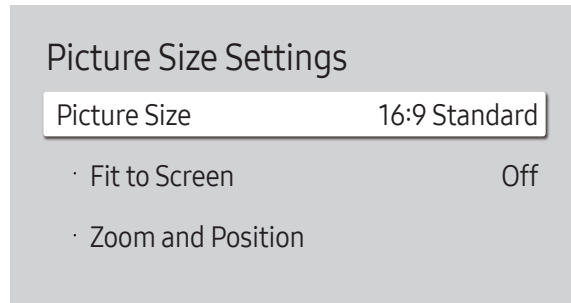 Picture Size Settings
Picture Size 16:9 Standard
· Fit to Screen Off
· Zoom and Position